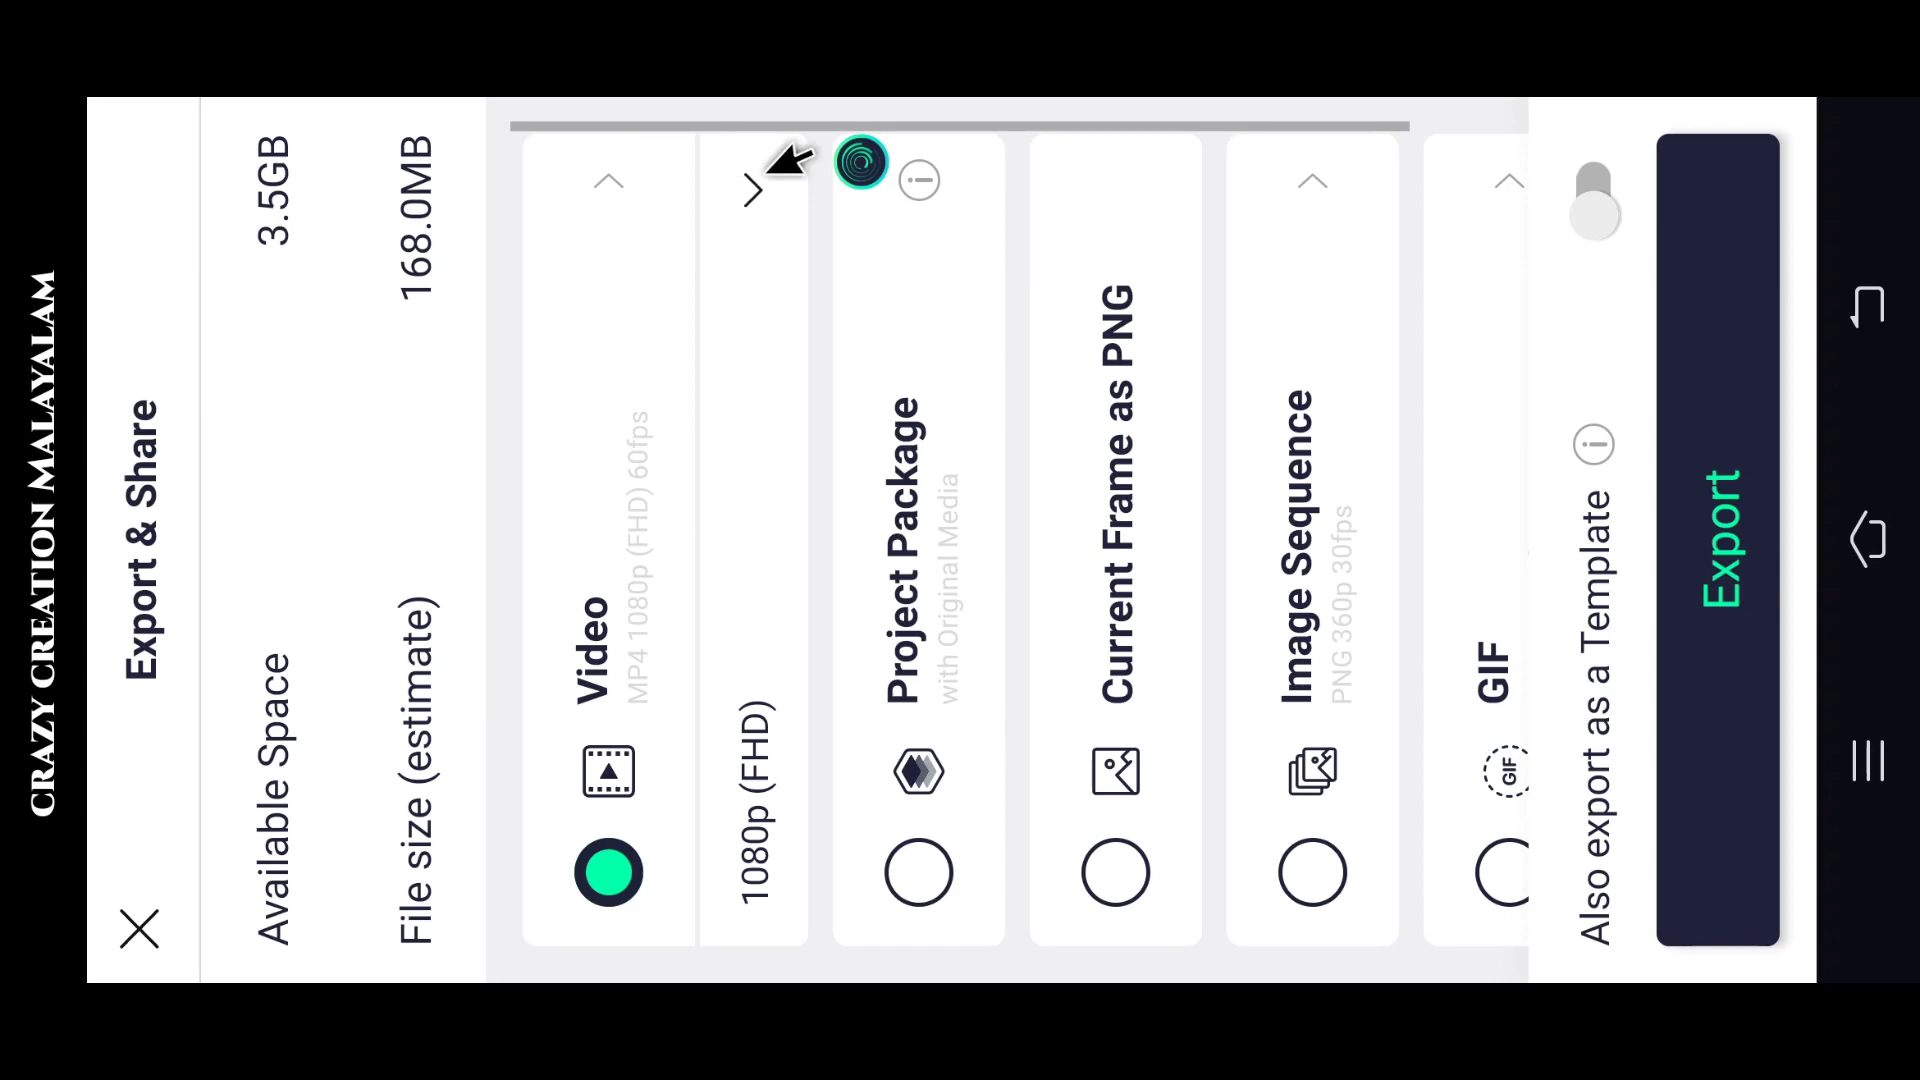 CRAZY CREATION MALAYALAM
Export & Share
Available Space 3.5GB
File size (estimate) 168.0MB
Video
MP4 1080p (FHD) 60fps
1080p (FHD)
Project Package
with Original Media
Current Frame as PNG
Image Sequence
PNG 360p 30fps
GIF
GIF
Also export as a Template
Export